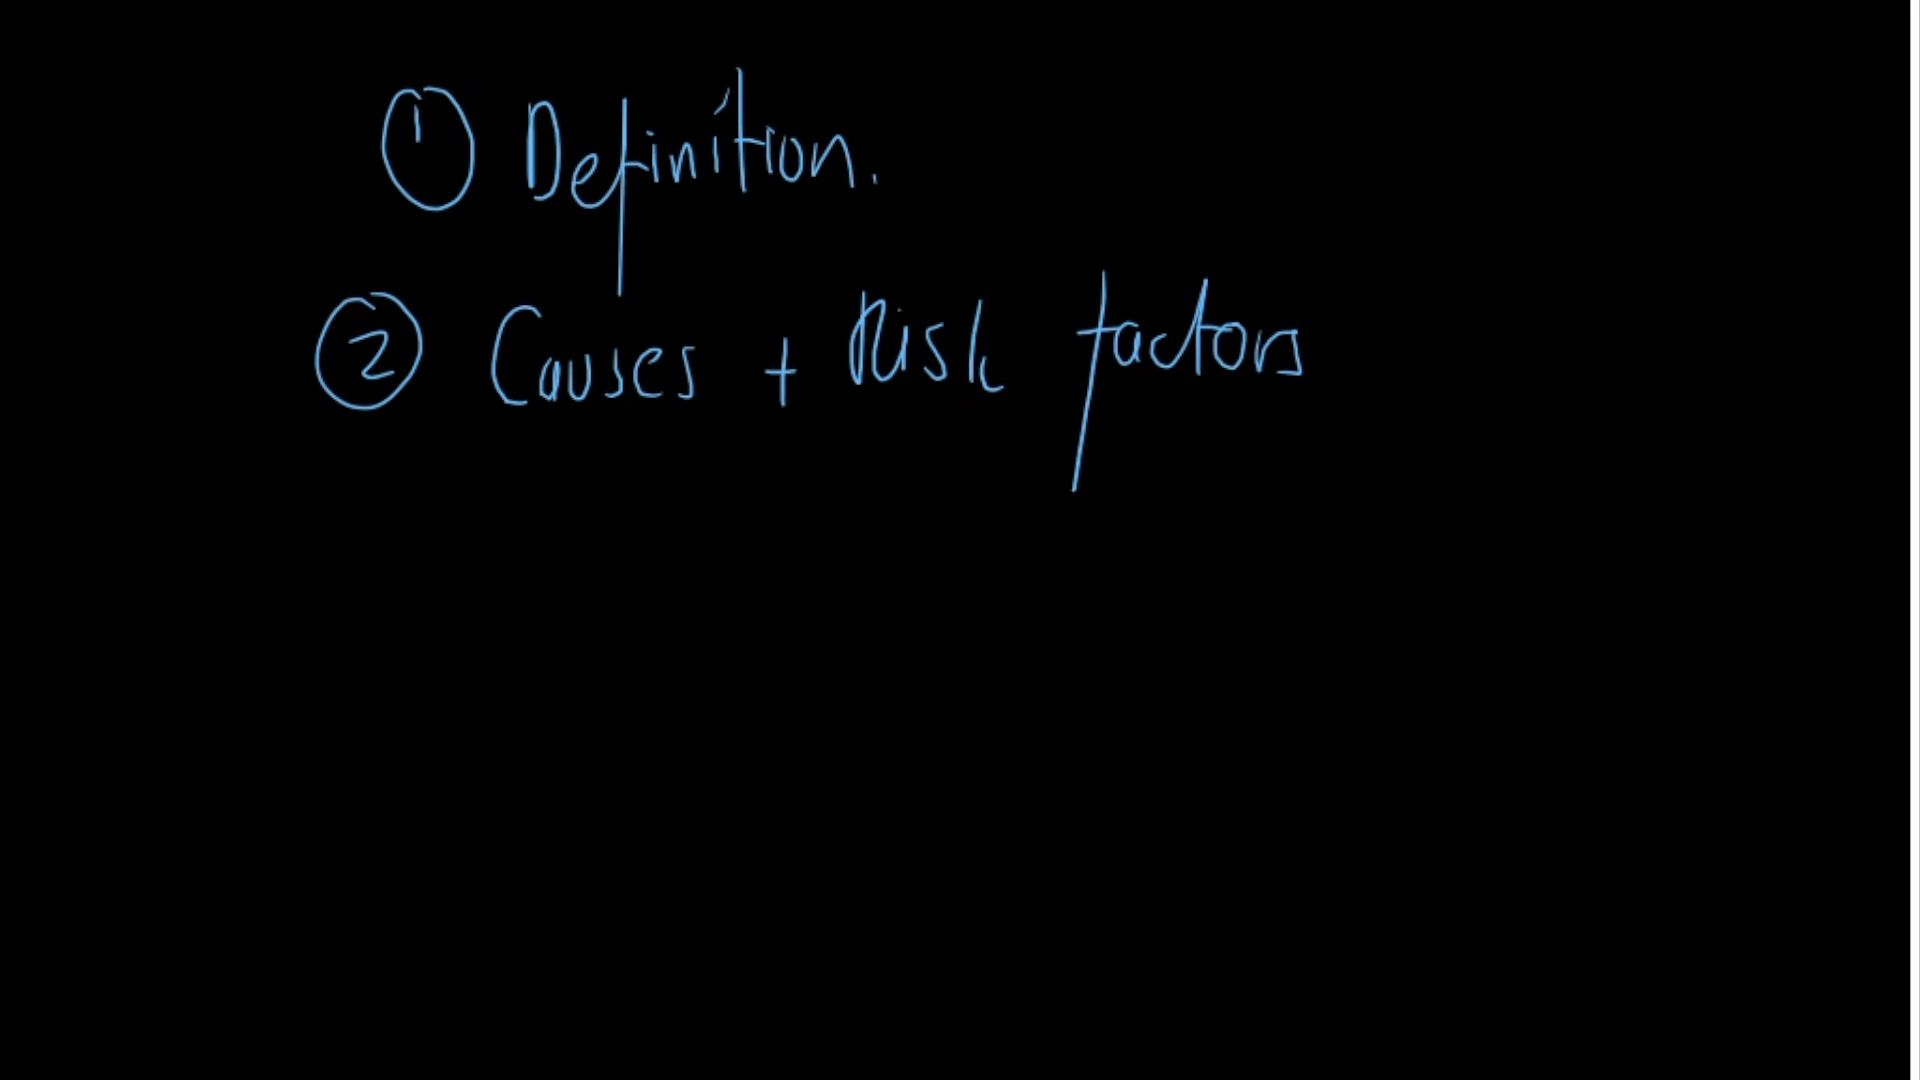 ① Definition.
② Causes + Risk factors